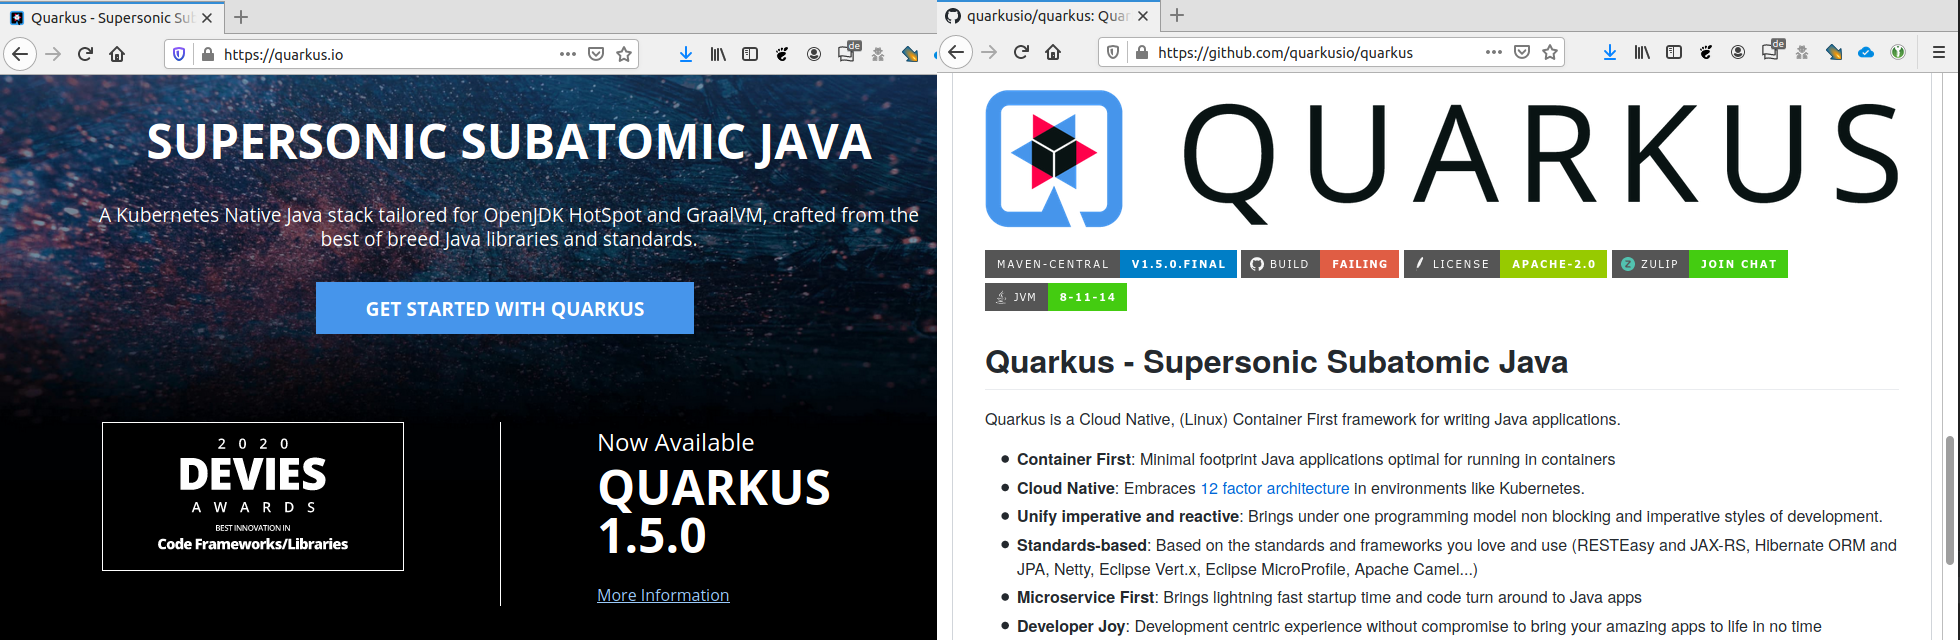 Quarkus - Supersonic Su
https://quarkus.io
de
SUPERSONIC SUBATOMIC JAVA
A Kubernetes Native Java stack tailored for OpenJDK HotSpot and GraalVM, crafted from the
best of breed Java libraries and standards.
GET STARTED WITH QUARKUS
2020
DEVIES
AWARDS
BEST INNOVATION IN
Code Frameworks/Libraries
Now Available
QUARKUS
1.5.0
More Information
quarkusio/quarkus: Quar
https://github.com/quarkusio/quarkus
de
QUARKUS
MAVEN-CENTRAL V1.5.0.FINAL BUILD FAILING LICENSE APACHE-2.0 ZULIP JOIN CHAT
JVM 8-11-14
Quarkus - Supersonic Subatomic Java
Quarkus is a Cloud Native, (Linux) Container First framework for writing Java applications.
Container First: Minimal footprint Java applications optimal for running in containers
Cloud Native: Embraces 12 factor architecture in environments like Kubernetes.
Unify imperative and reactive: Brings under one programming model non blocking and imperative styles of development.
Standards-based: Based on the standards and frameworks you love and use (RESTEasy and JAX-RS, Hibernate ORM and
JPA, Netty, Eclipse Vert.x, Eclipse MicroProfile, Apache Camel...)
Microservice First: Brings lightning fast startup time and code turn around to Java apps
Developer Joy: Development centric experience without compromise to bring your amazing apps to life in no time